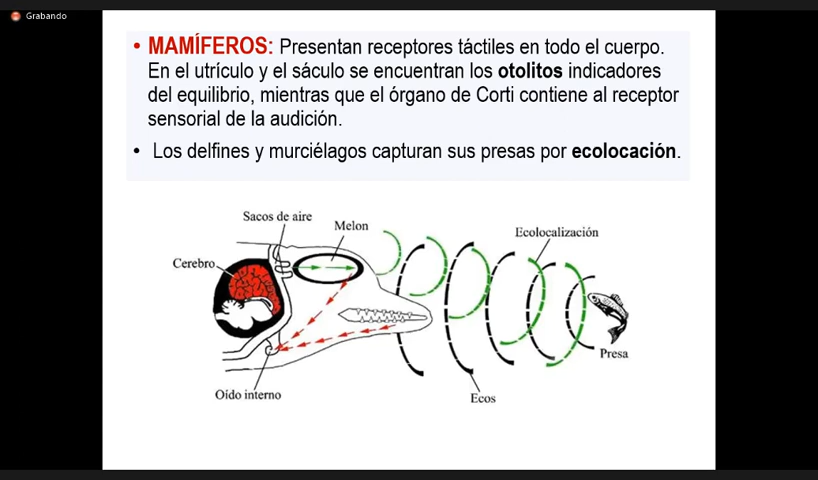 Grabando
• MAMÍFEROS: Presentan receptores táctiles en todo el cuerpo.
En el utrículo y el sáculo se encuentran los otolitos indicadores
del equilibrio, mientras que el órgano de Corti contiene al receptor
sensorial de la audición.
• Los delfines y murciélagos capturan sus presas por ecolocación.
Sacos de aire
Melon
Ecolocalización
Cerebro
Presa
Oído interno
Ecos